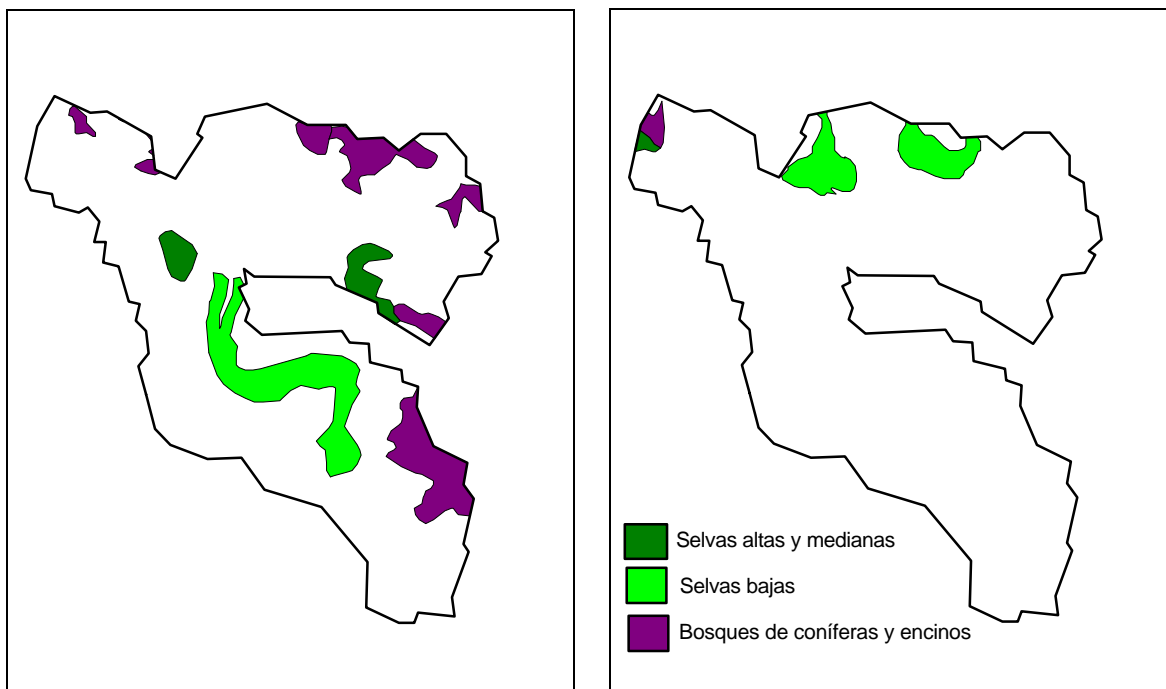 Selvas altas y medianas
Selvas bajas
Bosques de coníferas y encinos